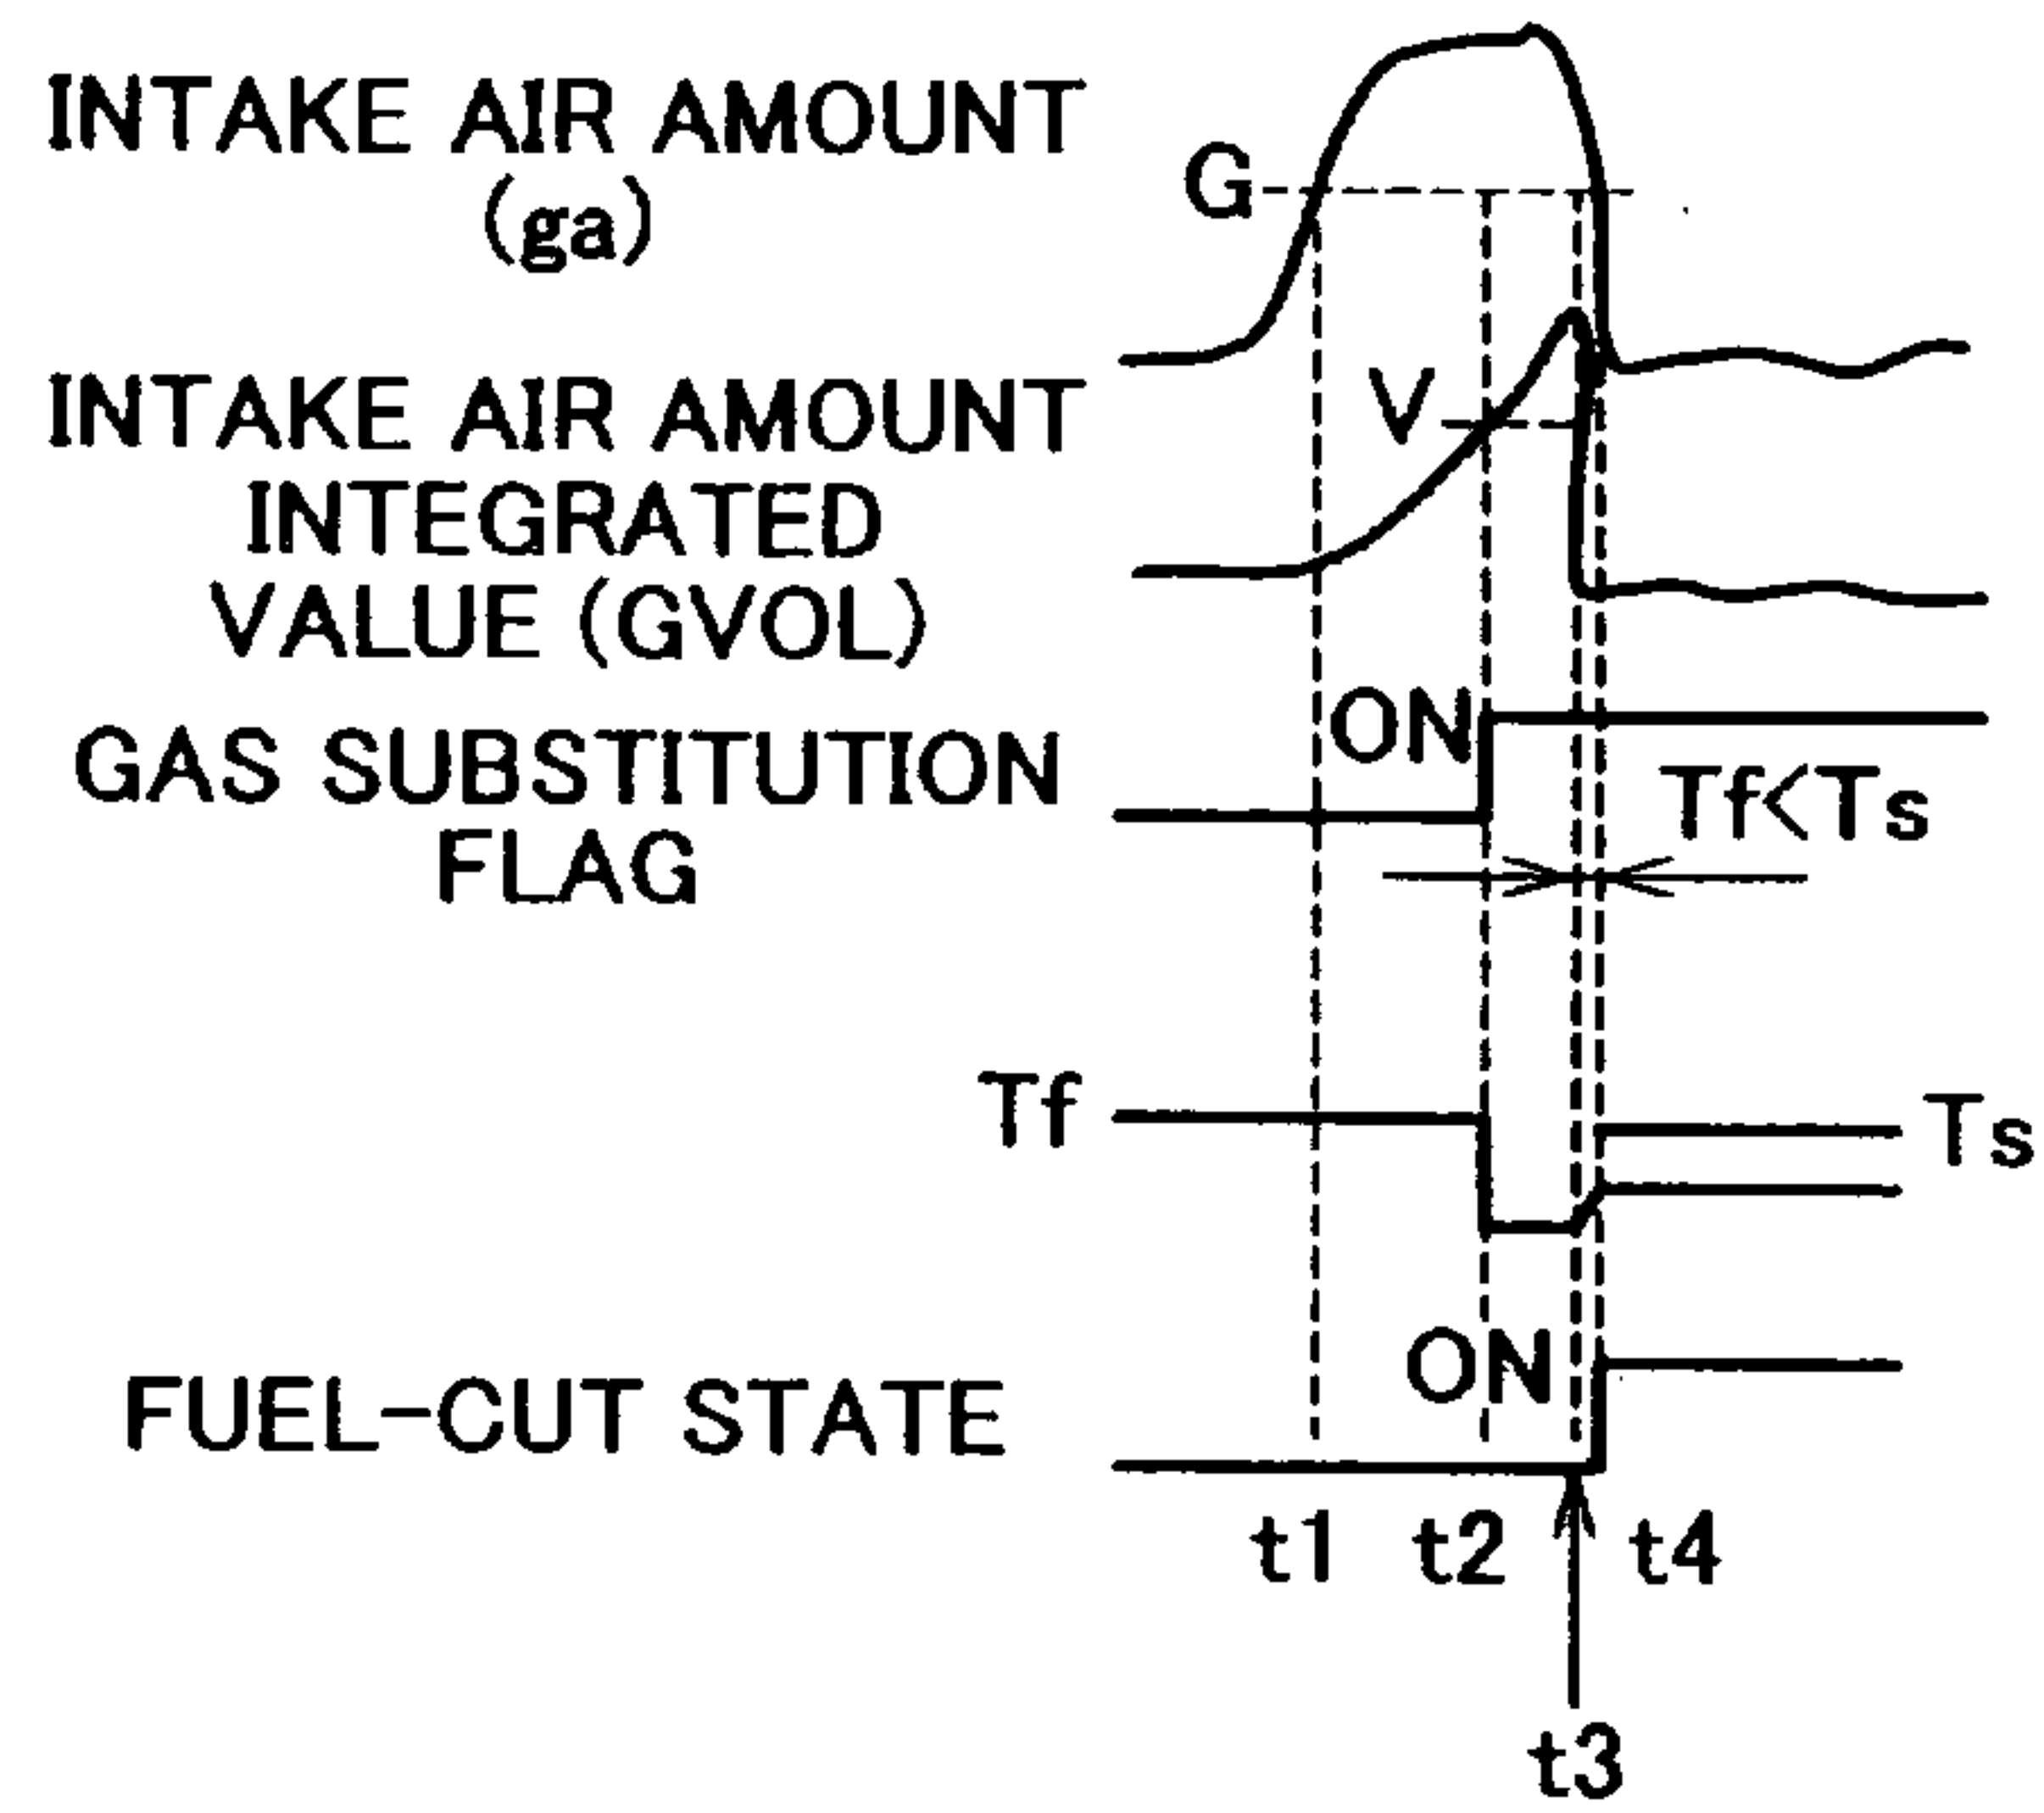 INTAKE AIR AMOUNT
(ga)
G
INTAKE AIR AMOUNT
INTEGRATED
VALUE (GVOL)
V
GAS SUBSTITUTION
FLAG
ON
Tf<Ts
Tf
Ts
FUEL-CUT STATE
ON
t1 t2 t4
t3